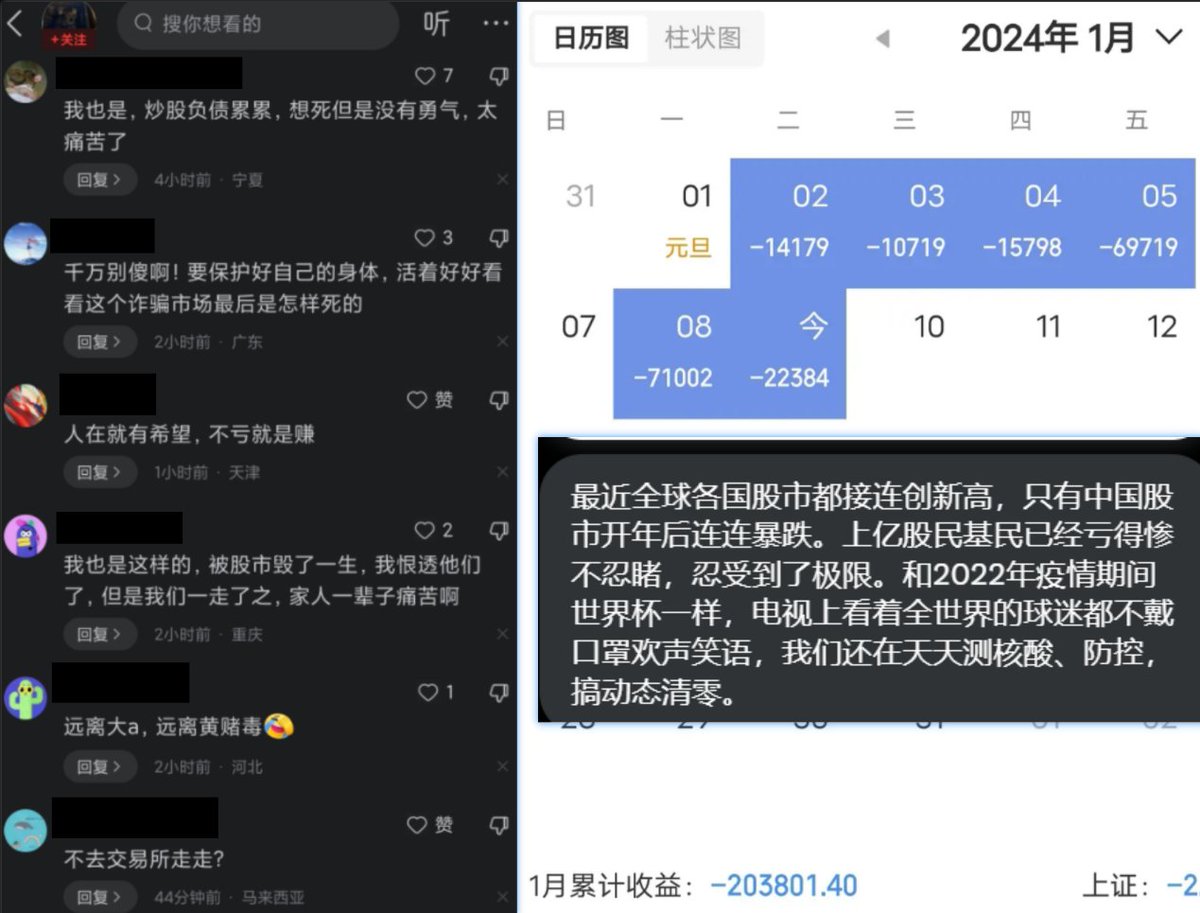 +关注
搜你想看的
听
7
我也是，炒股负债累累，想死但是没有勇气，太
痛苦了
回复 4小时前 · 宁夏
3
千万别傻啊！要保护好自己的身体，活着好好看
看这个诈骗市场最后是怎样死的
回复 2小时前 · 广东
赞
人在就有希望，不亏就是赚
回复 1小时前 · 天津
2
我也是这样的，被股市毁了一生，我恨透他们
了，但是我们一走了之，家人一辈子痛苦啊
回复 2小时前 · 重庆
1
远离大a，远离黄赌毒
回复 2小时前 · 河北
赞
不去交易所走走？
回复 44分钟前 · 马来西亚
日历图 柱状图 2024年 1月
日 一 二 三 四 五
31 01 02 03 04 05
元旦 -14179 -10719 -15798 -69719
07 08 今 10 11 12
-71002 -22384
最近全球各国股市都接连创新高，只有中国股
市开年后连连暴跌。上亿股民基民已经亏得惨
不忍睹，忍受到了极限。和2022年疫情期间
世界杯一样，电视上看着全世界的球迷都不戴
口罩欢声笑语，我们还在天天测核酸、防控，
搞动态清零。
1月累计收益：-203801.40 上证：-2